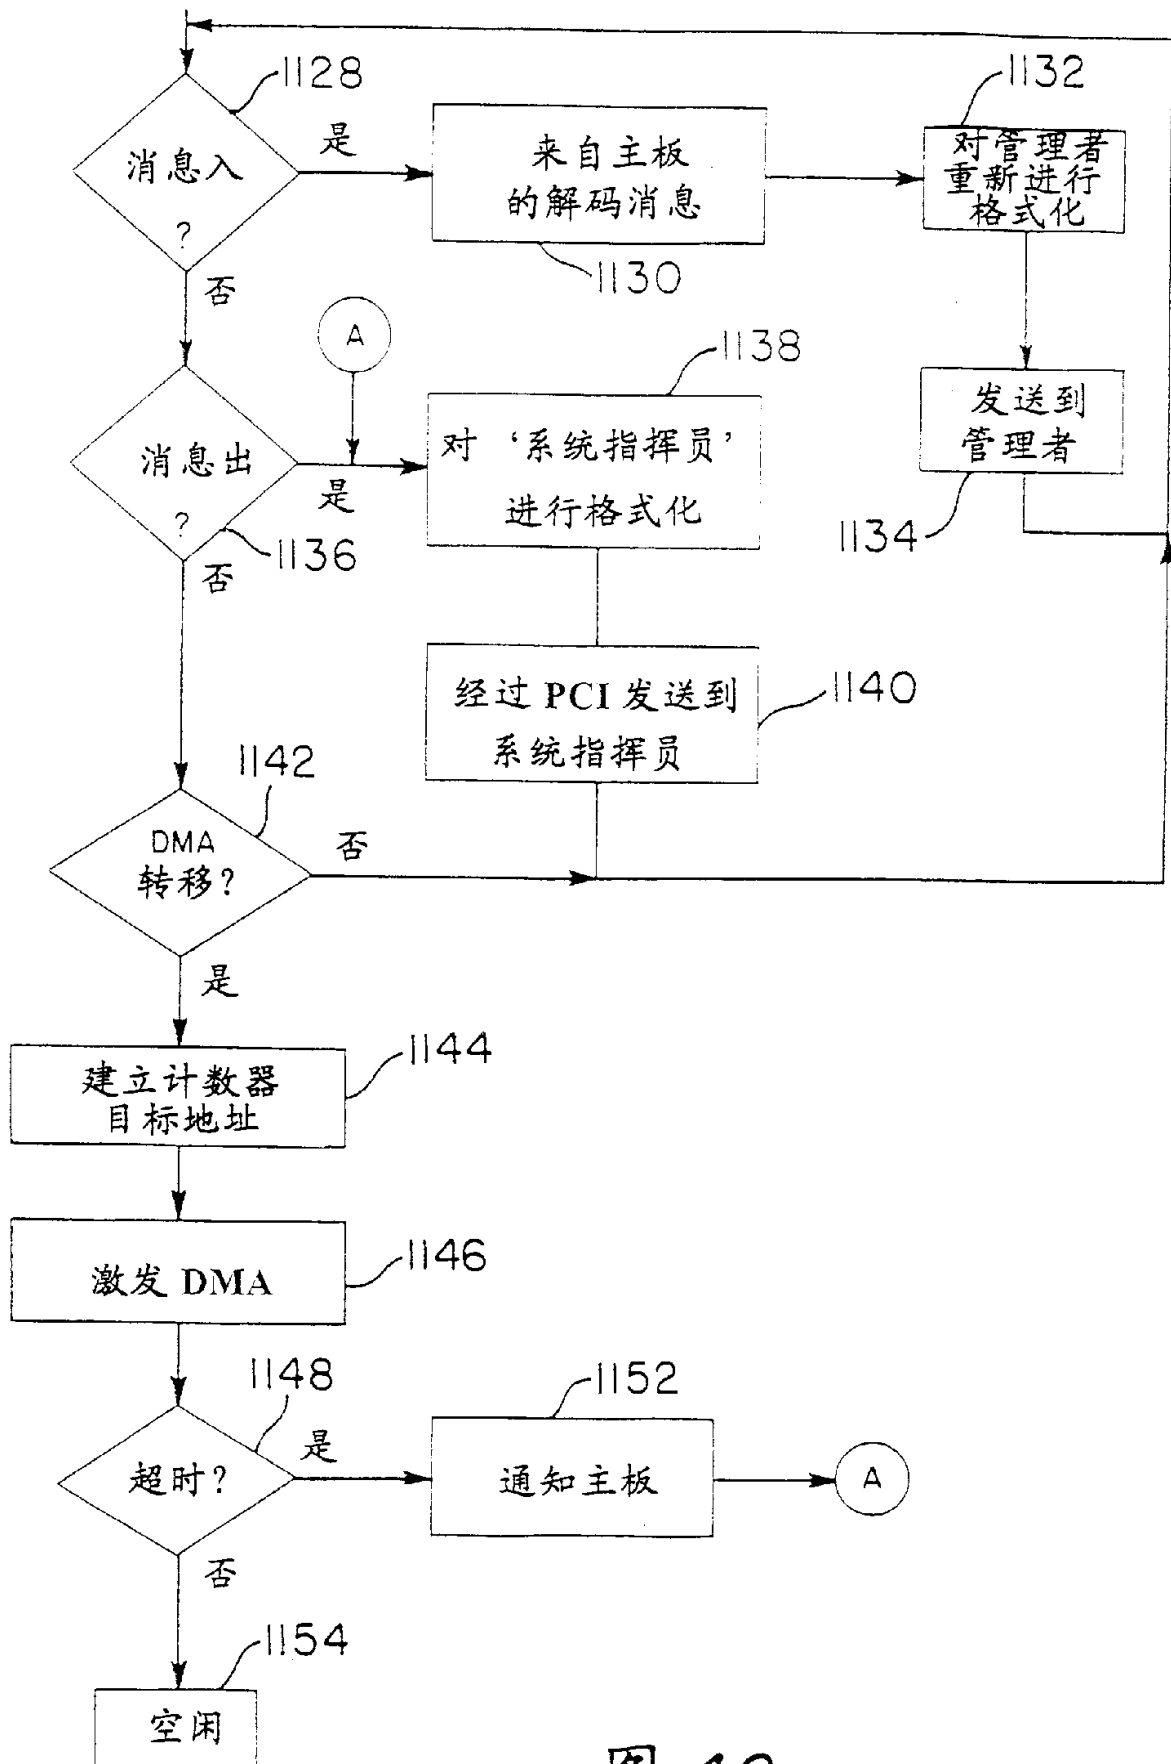 1128
消息入
?
是
来自主板
的解码消息
1130
1132
对管理者
重新进行
格式化
否
A
1138
消息出
?
是
对‘系统指挥员’
进行格式化
发送到
管理者
1134
1136
否
经过 PCI 发送到
系统指挥员
1140
1142
DMA
转移?
否
是
1144
建立计数器
目标地址
1146
激发 DMA
1148
超时?
是
1152
通知主板
A
否
1154
空闲